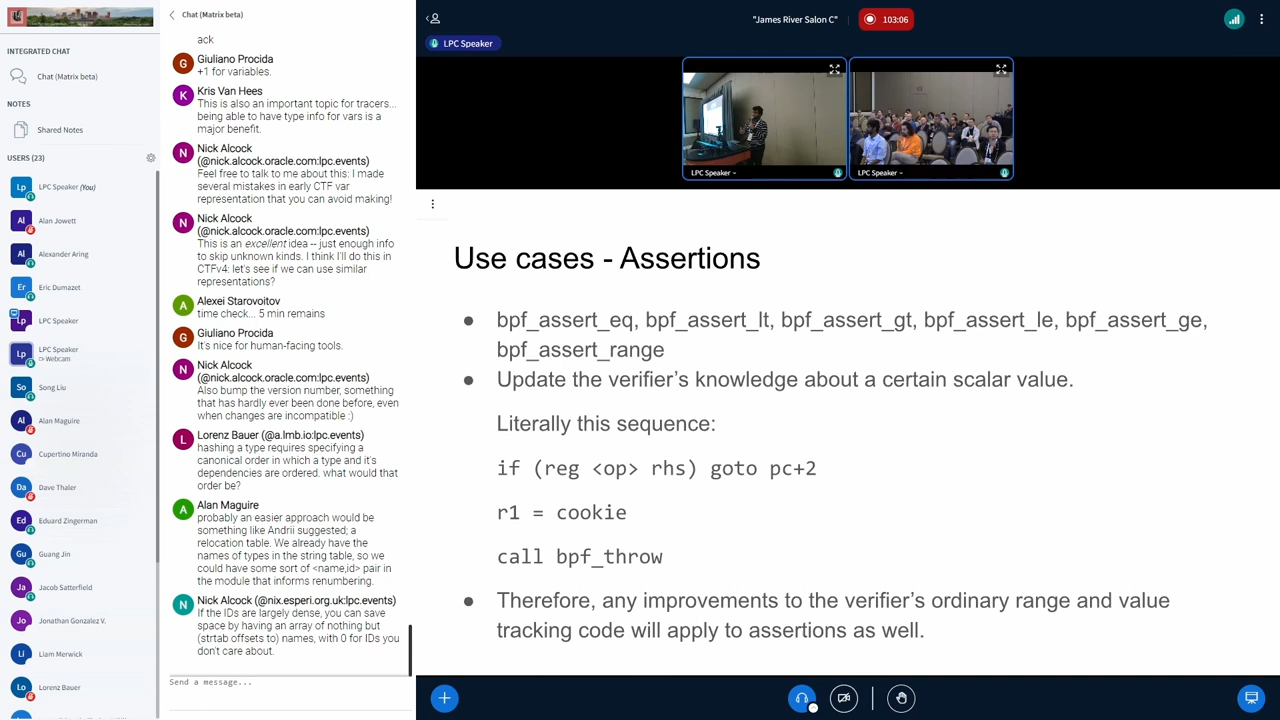 INTEGRATED CHAT
Chat (Matrix beta)
NOTES
Shared Notes
USERS (23)
Lp LPC Speaker (You)
Al Alan Jowett
Al Alexander Aring
Er Eric Dumazet
Lp LPC Speaker
Lp LPC Speaker
Webcam
So Song Liu
Al Alan Maguire
Cu Cupertino Miranda
Da Dave Thaler
Ed Eduard Zingerman
Gu Guang Jin
Ja Jacob Satterfield
Jo Jonathan Gonzalez V.
Li Liam Merwick
Lo Lorenz Bauer
Chat (Matrix beta)
ack
G Giuliano Procida
+1 for variables.
K Kris Van Hees
This is also an important topic for tracers...
being able to have type info for vars is a
major benefit.
N Nick Alcock
(@nick.alcock.oracle.com:lpc.events)
Feel free to talk to me about this: I made
several mistakes in early CTF var
representation that you can avoid making!
N Nick Alcock
(@nick.alcock.oracle.com:lpc.events)
This is an excellent idea -- just enough info
to skip unknown kinds. I think I'll do this in
CTFv4: let's see if we can use similar
representations?
A Alexei Starovoitov
time check... 5 min remains
G Giuliano Procida
It's nice for human-facing tools.
N Nick Alcock
(@nick.alcock.oracle.com:lpc.events)
Also bump the version number, something
that has hardly ever been done before, even
when changes are incompatible :)
L Lorenz Bauer (@a.lmb.io:lpc.events)
hashing a type requires specifying a
canonical order in which a type and it's
dependencies are ordered. what would that
order be?
A Alan Maguire
probably an easier approach would be
something like Andrii suggested; a
relocation table. We already have the
names of types in the string table, so we
could have some sort of <name,id> pair in
the module that informs renumbering.
N Nick Alcock (@nix.esperi.org.uk:lpc.events)
If the IDs are largely dense, you can save
space by having an array of nothing but
(strtab offsets to) names, with 0 for IDs you
don't care about.
Send a message...
"James River Salon C"
103:06
LPC Speaker
LPC Speaker
LPC Speaker
Use cases - Assertions
● bpf_assert_eq, bpf_assert_lt, bpf_assert_gt, bpf_assert_le, bpf_assert_ge,
bpf_assert_range
● Update the verifier's knowledge about a certain scalar value.
Literally this sequence:
if (reg <op> rhs) goto pc+2
r1 = cookie
call bpf_throw
● Therefore, any improvements to the verifier's ordinary range and value
tracking code will apply to assertions as well.